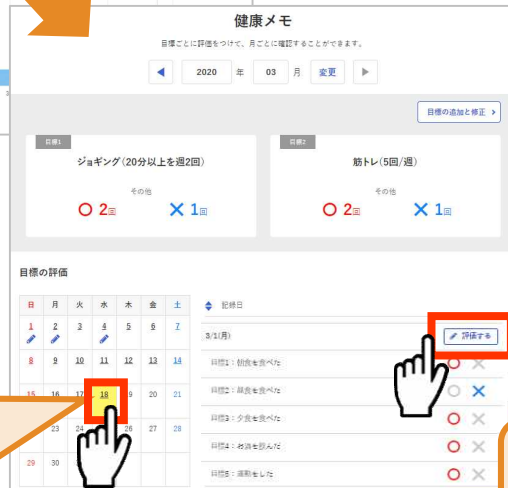 健康メモ
目標ごとに評価をつけて、月ごとに確認することができます。
2020 年 03 月 変更
目標の追加と修正
目標1
ジョギング(20分以上を週2回)
その他
2回 1回
目標2
筋トレ(5回/週)
その他
2回 1回
目標の評価
日 月 火 水 木 金 土
1 2 3 4 5 6 7
8 9 10 11 12 13 14
15 16 17 18 9 20 21
23 24 26 27 28
29 30
記録日
3/1(月)
評価する
目標1:朝食を食べた
目標2:昼食を食べた
目標3:夕食を食べた
目標4:お酒を飲んだ
目標5:運動をした